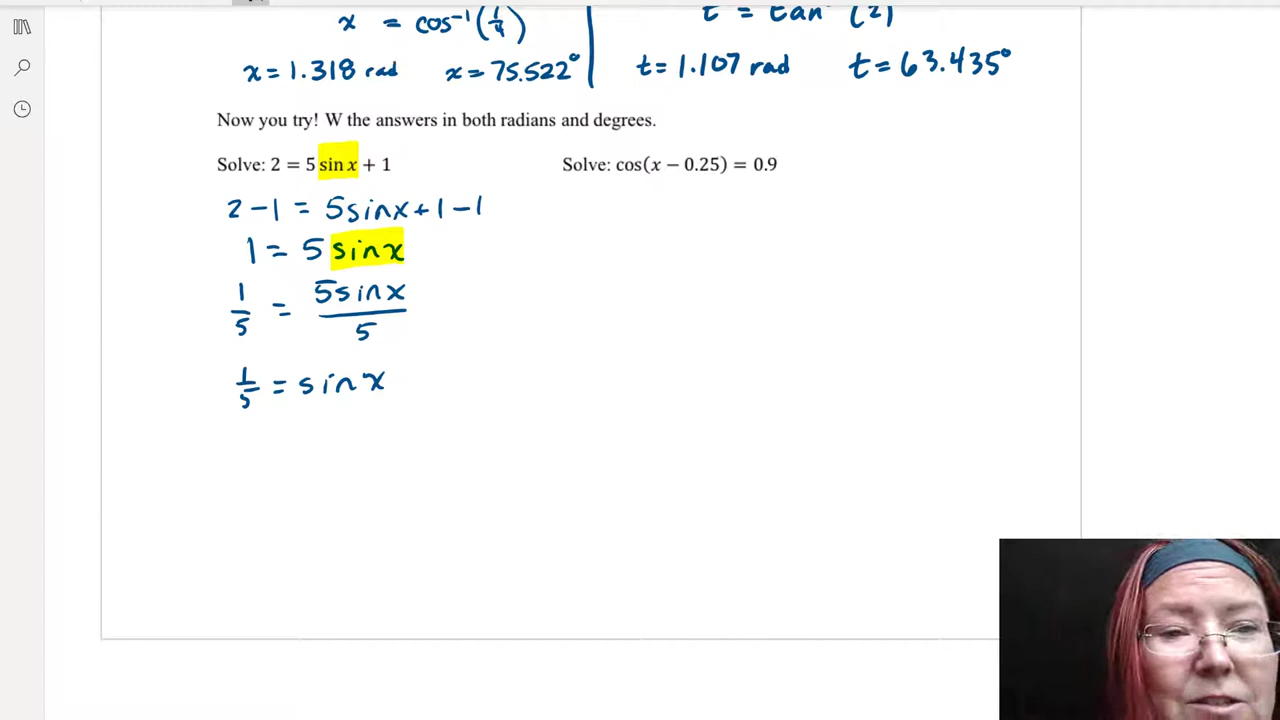 x = cos⁻¹(1/4)
t = tan⁻ (2)
x = 1.318 rad x = 75.522°
t = 1.107 rad t = 63.435°
Now you try! W the answers in both radians and degrees.
Solve: 2 = 5 sin x + 1
Solve: cos(x − 0.25) = 0.9
2 − 1 = 5sinx + 1 − 1
1 = 5 sinx
1/5 = 5sinx/5
1/5 = sinx